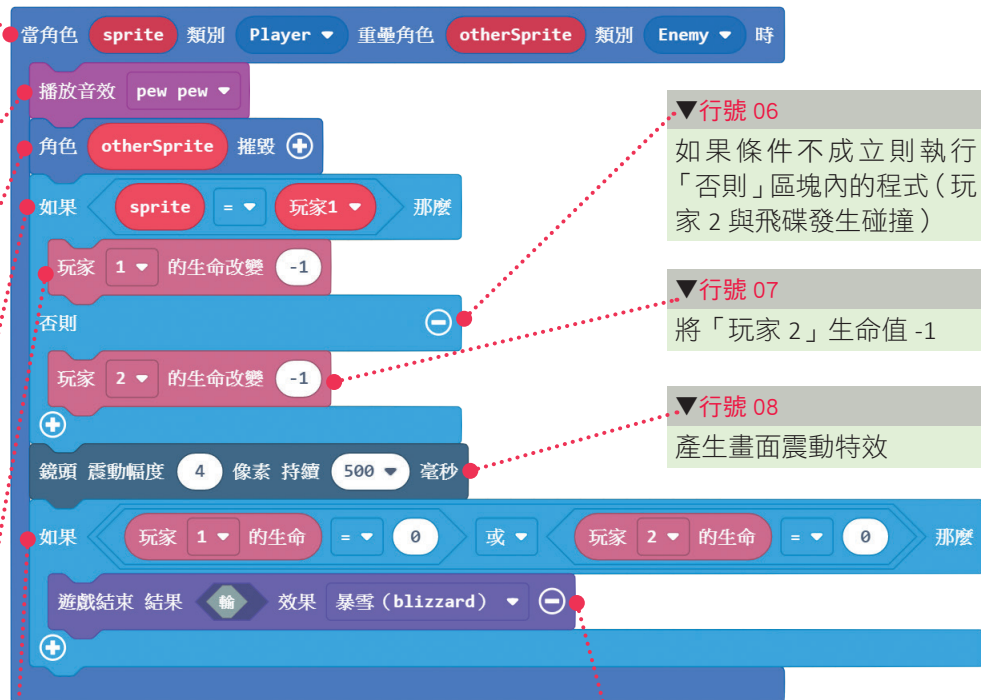 當角色 sprite 類別 Player ▼ 重壘角色 otherSprite 類別 Enemy ▼ 時
播放音效 pew pew ▼
角色 otherSprite 摧毀
如果 sprite = ▼ 玩家1 ▼ 那麼
玩家 1 ▼ 的生命改變 -1
否則
玩家 2 ▼ 的生命改變 -1
鏡頭 震動幅度 4 像素 持續 500 ▼ 毫秒
如果 玩家 1 ▼ 的生命 = ▼ 0 或 ▼ 玩家 2 ▼ 的生命 = ▼ 0 那麼
遊戲結束 結果 輸 效果 暴雪（blizzard） ▼
▼行號 06
如果條件不成立則執行
「否則」區塊內的程式（玩
家 2 與飛碟發生碰撞）
▼行號 07
將「玩家 2」生命值 -1
▼行號 08
產生畫面震動特效